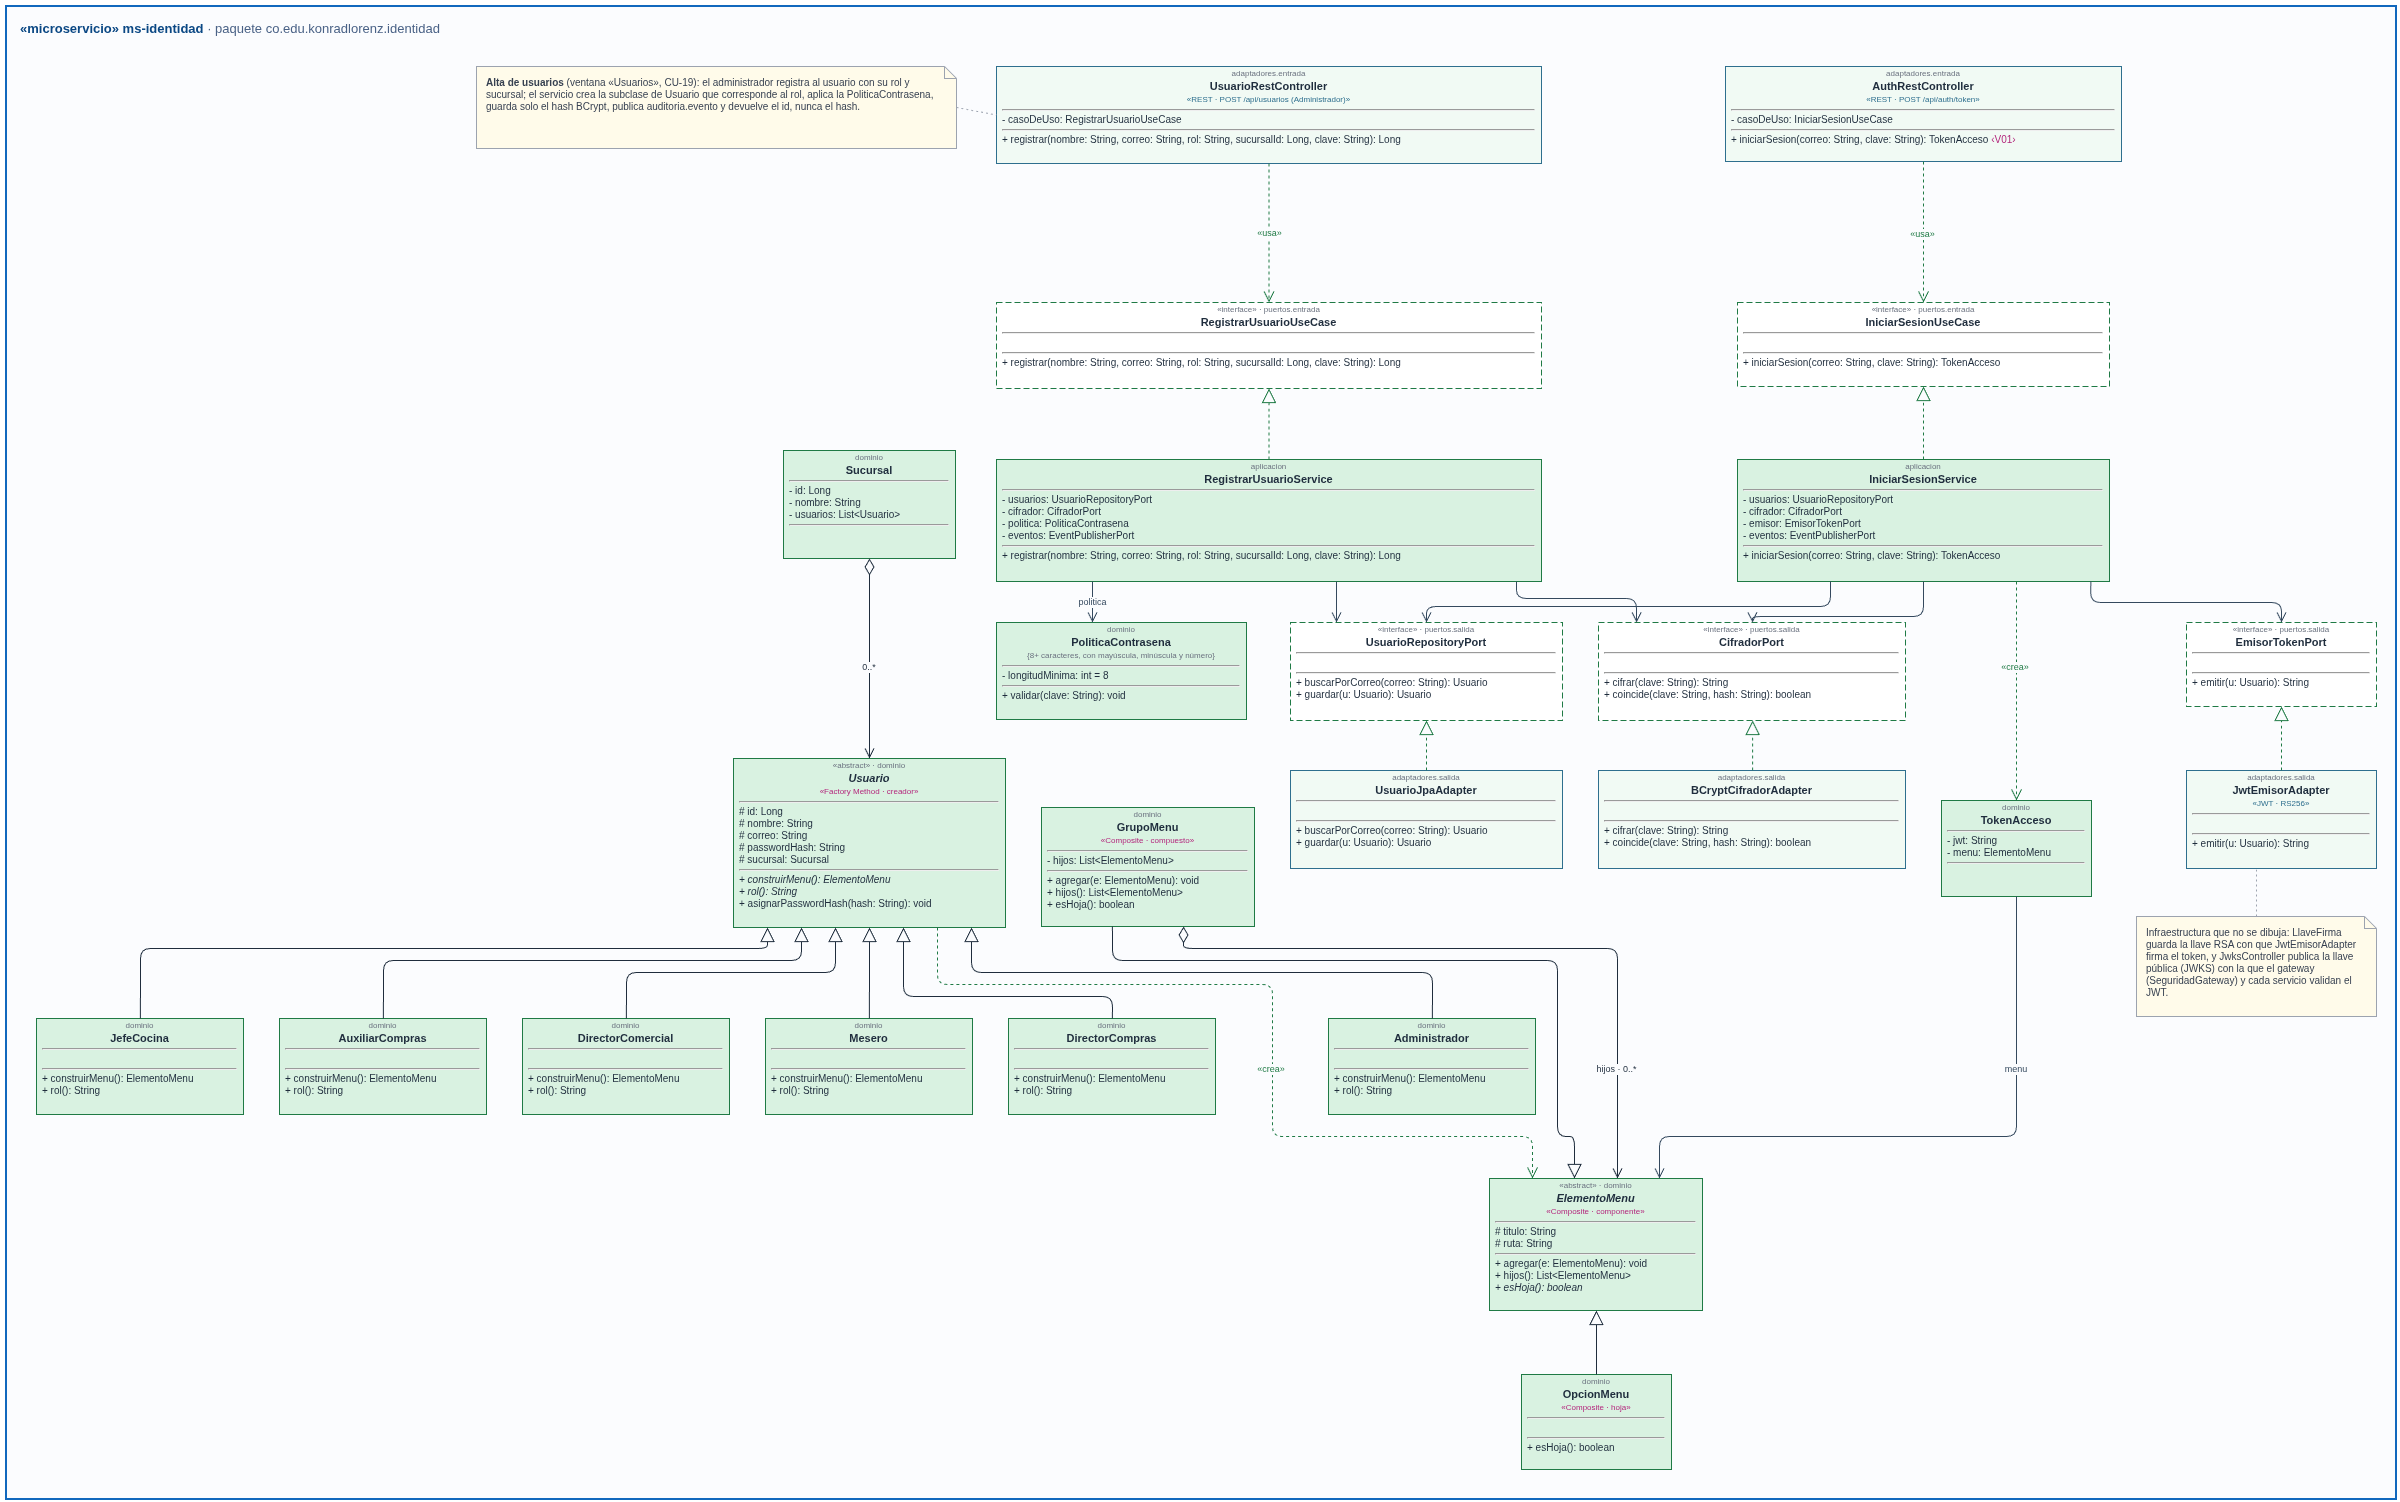 «microservicio» ms-identidad · paquete co.edu.konradlorenz.identidad
Alta de usuarios (ventana «Usuarios», CU-19): el administrador registra al usuario con su rol y
sucursal; el servicio crea la subclase de Usuario que corresponde al rol, aplica la PoliticaContrasena,
guarda solo el hash BCrypt, publica auditoria.evento y devuelve el id, nunca el hash.
adaptadores.entrada
UsuarioRestController
«REST · POST /api/usuarios (Administrador)»
- casoDeUso: RegistrarUsuarioUseCase
+ registrar(nombre: String, correo: String, rol: String, sucursalId: Long, clave: String): Long
adaptadores.entrada
AuthRestController
«REST · POST /api/auth/token»
- casoDeUso: IniciarSesionUseCase
+ iniciarSesion(correo: String, clave: String): TokenAcceso ‹V01›
«usa»
«usa»
«interface» · puertos.entrada
RegistrarUsuarioUseCase
+ registrar(nombre: String, correo: String, rol: String, sucursalId: Long, clave: String): Long
«interface» · puertos.entrada
IniciarSesionUseCase
+ iniciarSesion(correo: String, clave: String): TokenAcceso
dominio
Sucursal
- id: Long
- nombre: String
- usuarios: List<Usuario>
aplicacion
RegistrarUsuarioService
- usuarios: UsuarioRepositoryPort
- cifrador: CifradorPort
- politica: PoliticaContrasena
- eventos: EventPublisherPort
+ registrar(nombre: String, correo: String, rol: String, sucursalId: Long, clave: String): Long
aplicacion
IniciarSesionService
- usuarios: UsuarioRepositoryPort
- cifrador: CifradorPort
- emisor: EmisorTokenPort
- eventos: EventPublisherPort
+ iniciarSesion(correo: String, clave: String): TokenAcceso
politica
0..*
«crea»
dominio
PoliticaContrasena
{8+ caracteres, con mayúscula, minúscula y número}
- longitudMinima: int = 8
+ validar(clave: String): void
«interface» · puertos.salida
UsuarioRepositoryPort
+ buscarPorCorreo(correo: String): Usuario
+ guardar(u: Usuario): Usuario
«interface» · puertos.salida
CifradorPort
+ cifrar(clave: String): String
+ coincide(clave: String, hash: String): boolean
«interface» · puertos.salida
EmisorTokenPort
+ emitir(u: Usuario): String
«abstract» · dominio
Usuario
«Factory Method · creador»
# id: Long
# nombre: String
# correo: String
# passwordHash: String
# sucursal: Sucursal
+ construirMenu(): ElementoMenu
+ rol(): String
+ asignarPasswordHash(hash: String): void
dominio
GrupoMenu
«Composite · compuesto»
- hijos: List<ElementoMenu>
+ agregar(e: ElementoMenu): void
+ hijos(): List<ElementoMenu>
+ esHoja(): boolean
adaptadores.salida
UsuarioJpaAdapter
+ buscarPorCorreo(correo: String): Usuario
+ guardar(u: Usuario): Usuario
adaptadores.salida
BCryptCifradorAdapter
+ cifrar(clave: String): String
+ coincide(clave: String, hash: String): boolean
dominio
TokenAcceso
- jwt: String
- menu: ElementoMenu
adaptadores.salida
JwtEmisorAdapter
«JWT · RS256»
+ emitir(u: Usuario): String
Infraestructura que no se dibuja: LlaveFirma
guarda la llave RSA con que JwtEmisorAdapter
firma el token, y JwksController publica la llave
pública (JWKS) con la que el gateway
(SeguridadGateway) y cada servicio validan el
JWT.
dominio
JefeCocina
+ construirMenu(): ElementoMenu
+ rol(): String
dominio
AuxiliarCompras
+ construirMenu(): ElementoMenu
+ rol(): String
dominio
DirectorComercial
+ construirMenu(): ElementoMenu
+ rol(): String
dominio
Mesero
+ construirMenu(): ElementoMenu
+ rol(): String
dominio
DirectorCompras
+ construirMenu(): ElementoMenu
+ rol(): String
«crea»
dominio
Administrador
+ construirMenu(): ElementoMenu
+ rol(): String
hijos · 0..*
menu
«abstract» · dominio
ElementoMenu
«Composite · componente»
# titulo: String
# ruta: String
+ agregar(e: ElementoMenu): void
+ hijos(): List<ElementoMenu>
+ esHoja(): boolean
dominio
OpcionMenu
«Composite · hoja»
+ esHoja(): boolean